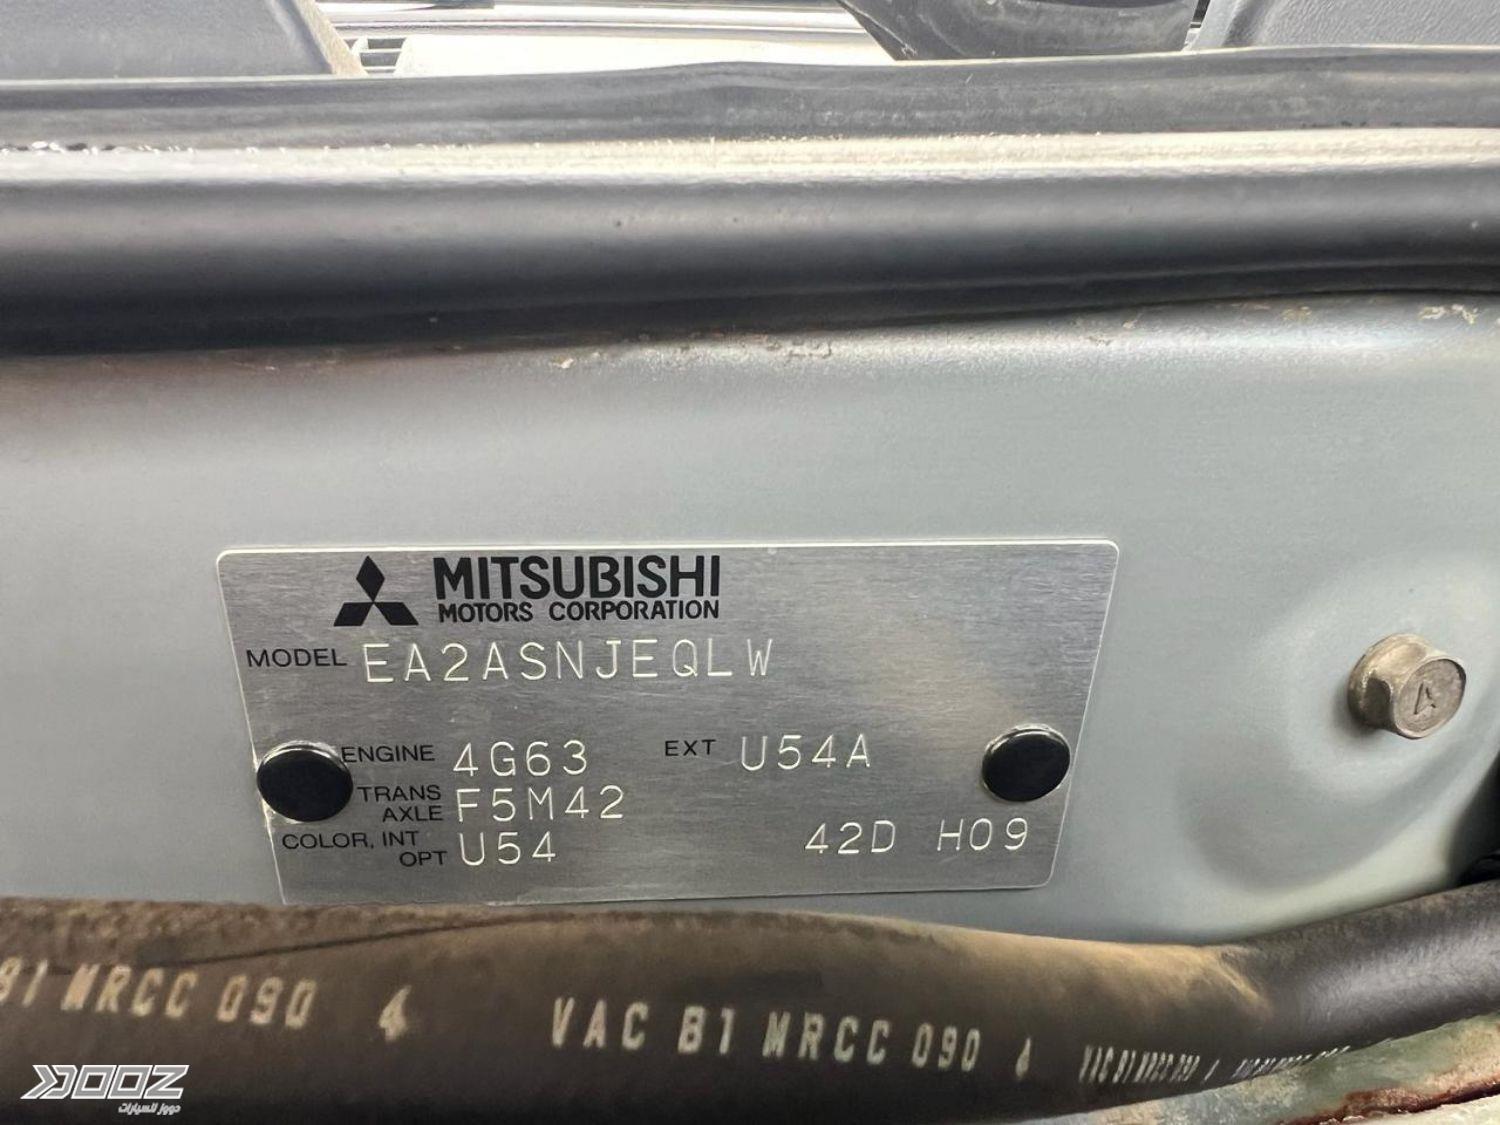 MITSUBISHI
MOTORS CORPORATION
MODEL EA2ASNJEQLW
ENGINE 4G63 EXT U54A
TRANS AXLE F5M42
COLOR, INT OPT U54
42D H09
B1 MRCC 090 4 VAC B1 MRCC 090 4
DOOZ
دووز للسيارات